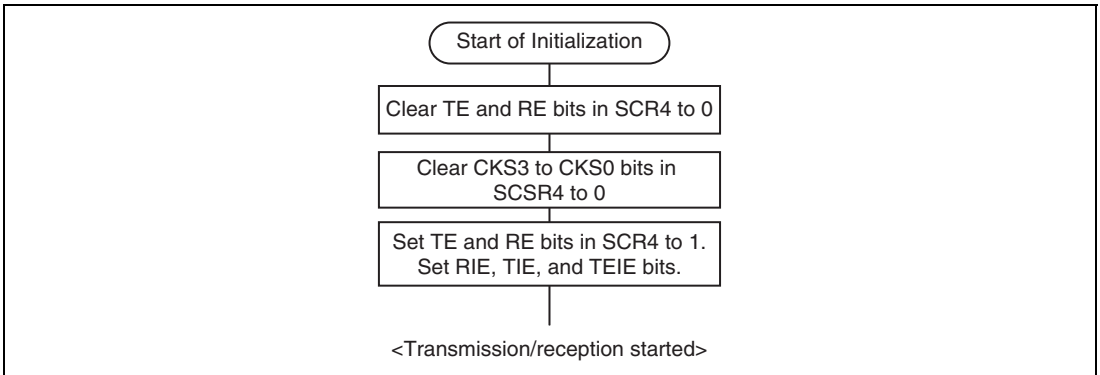 Start of Initialization
Clear TE and RE bits in SCR4 to 0
Clear CKS3 to CKS0 bits in
SCSR4 to 0
Set TE and RE bits in SCR4 to 1.
Set RIE, TIE, and TEIE bits.
<Transmission/reception started>